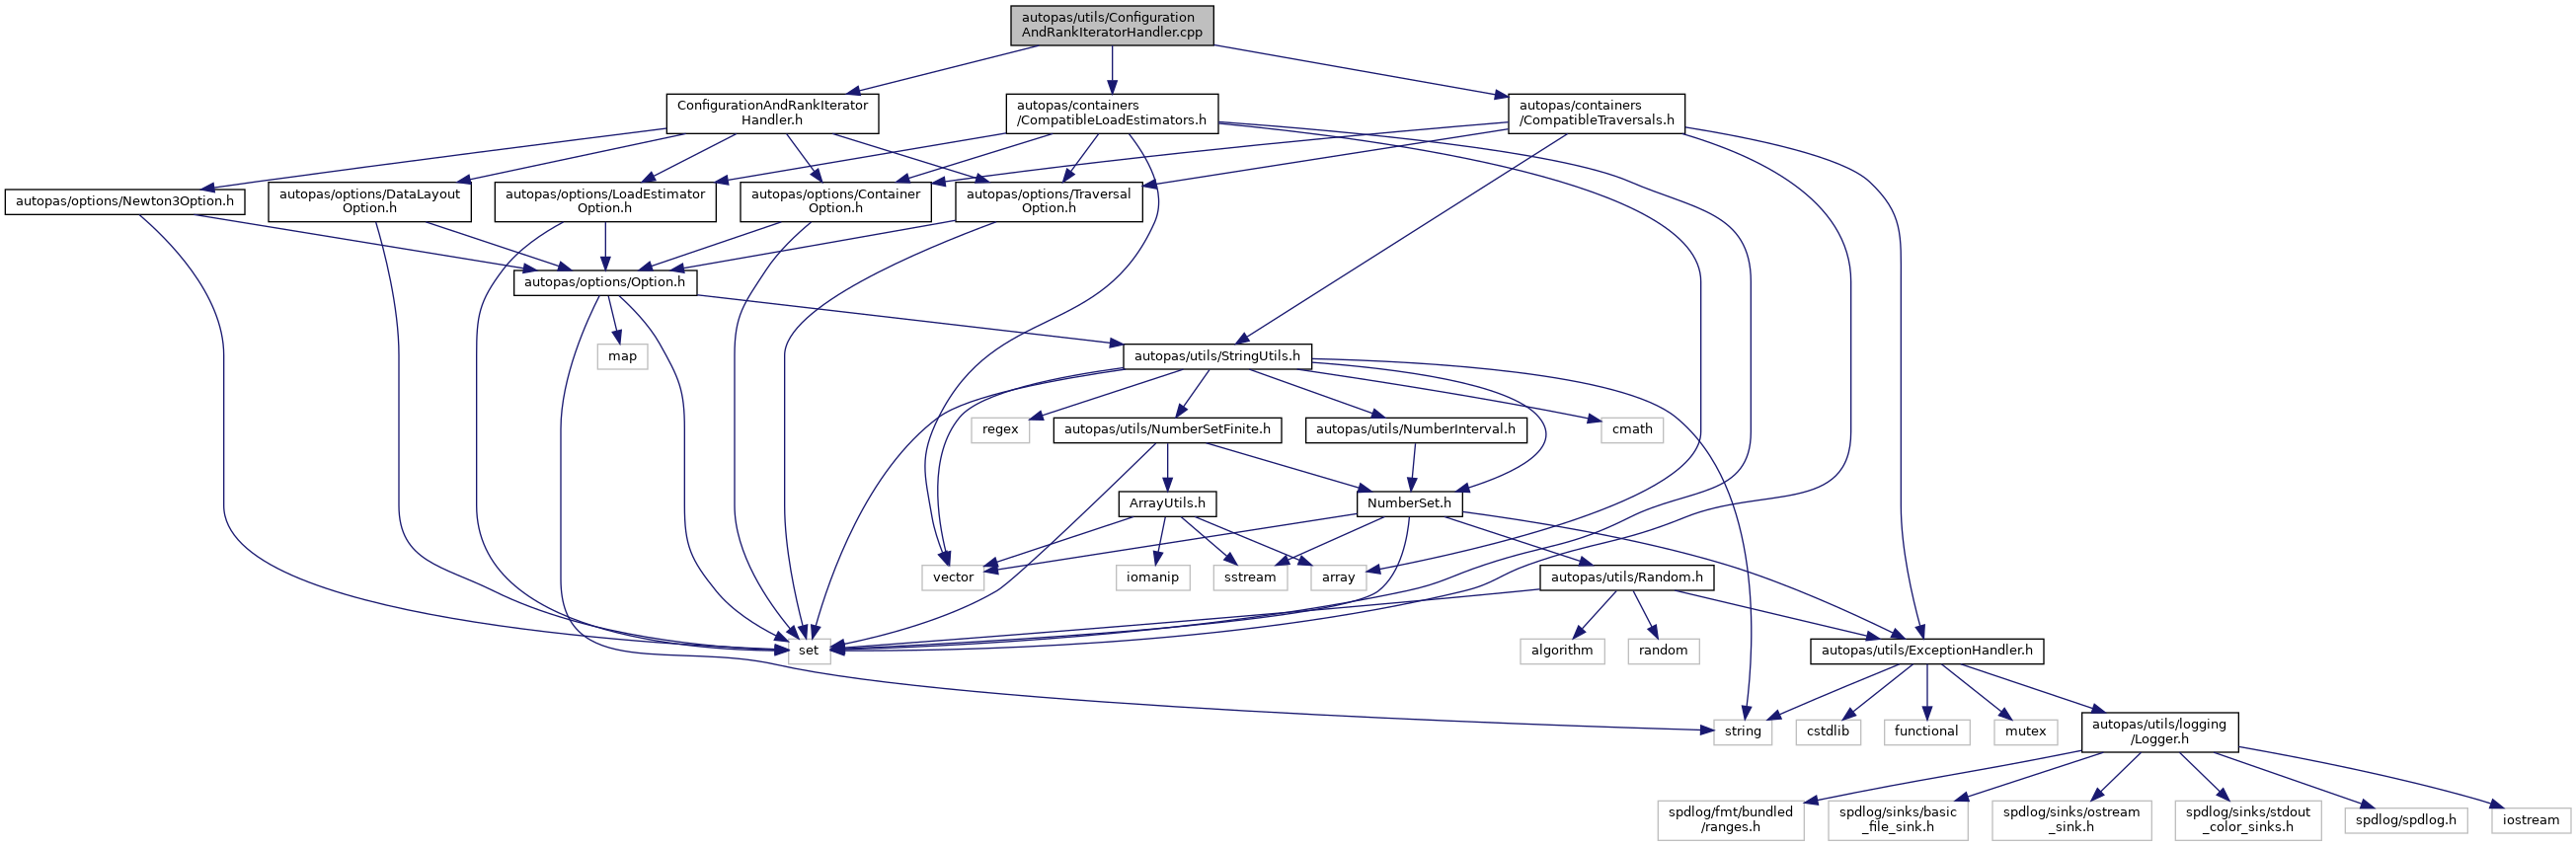 autopas/utils/Configuration
AndRankIteratorHandler.cpp
ConfigurationAndRankIterator
Handler.h
autopas/containers
/CompatibleLoadEstimators.h
autopas/containers
/CompatibleTraversals.h
autopas/options/Newton3Option.h
autopas/options/DataLayout
Option.h
autopas/options/LoadEstimator
Option.h
autopas/options/Container
Option.h
autopas/options/Traversal
Option.h
autopas/options/Option.h
map
autopas/utils/StringUtils.h
regex
autopas/utils/NumberSetFinite.h
autopas/utils/NumberInterval.h
cmath
ArrayUtils.h
NumberSet.h
vector
iomanip
sstream
array
autopas/utils/Random.h
set
algorithm
random
autopas/utils/ExceptionHandler.h
string
cstdlib
functional
mutex
autopas/utils/logging
/Logger.h
spdlog/fmt/bundled
/ranges.h
spdlog/sinks/basic
_file_sink.h
spdlog/sinks/ostream
_sink.h
spdlog/sinks/stdout
_color_sinks.h
spdlog/spdlog.h
iostream